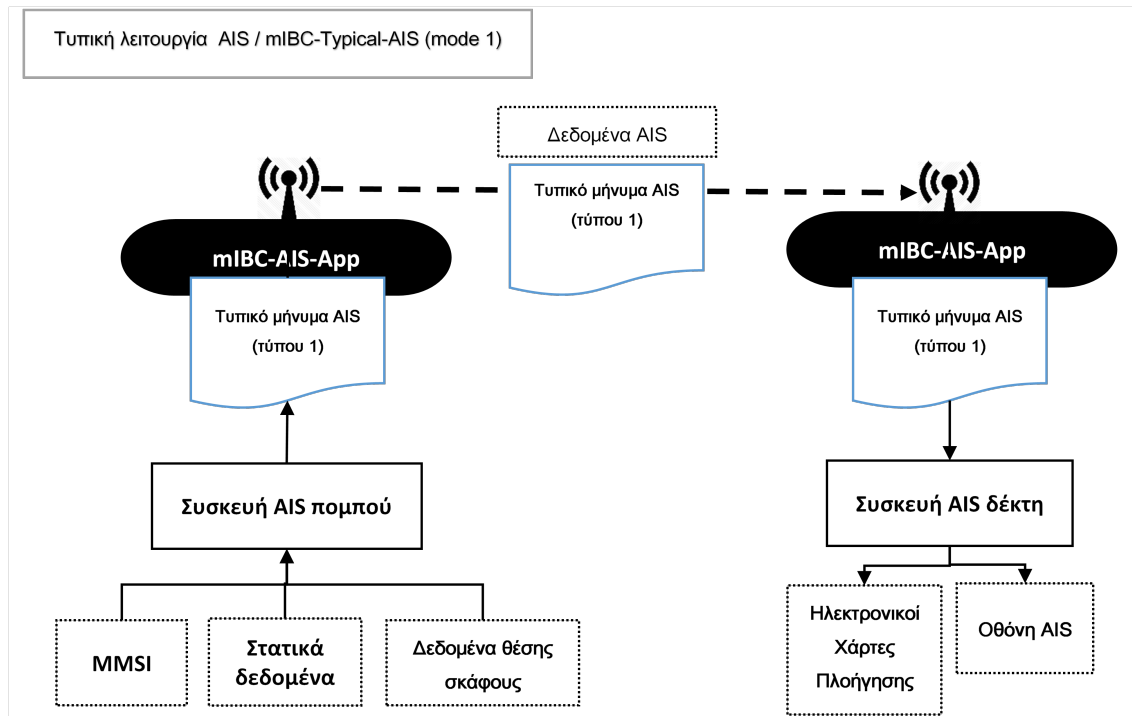 Τυπική λειτουργία AIS / mIBC-Typical-AIS (mode 1)
Δεδομένα AIS
Τυπικό μήνυμα AIS
(τύπου 1)
mIBC-AIS-App
Τυπικό μήνυμα AIS
(τύπου 1)
mIBC-AIS-App
Τυπικό μήνυμα AIS
(τύπου 1)
Συσκευή AIS πομπού
Συσκευή AIS δέκτη
MMSI
Στατικά
δεδομένα
Δεδομένα θέσης
σκάφους
Ηλεκτρονικοί
Χάρτες
Πλοήγησης
Οθόνη AIS